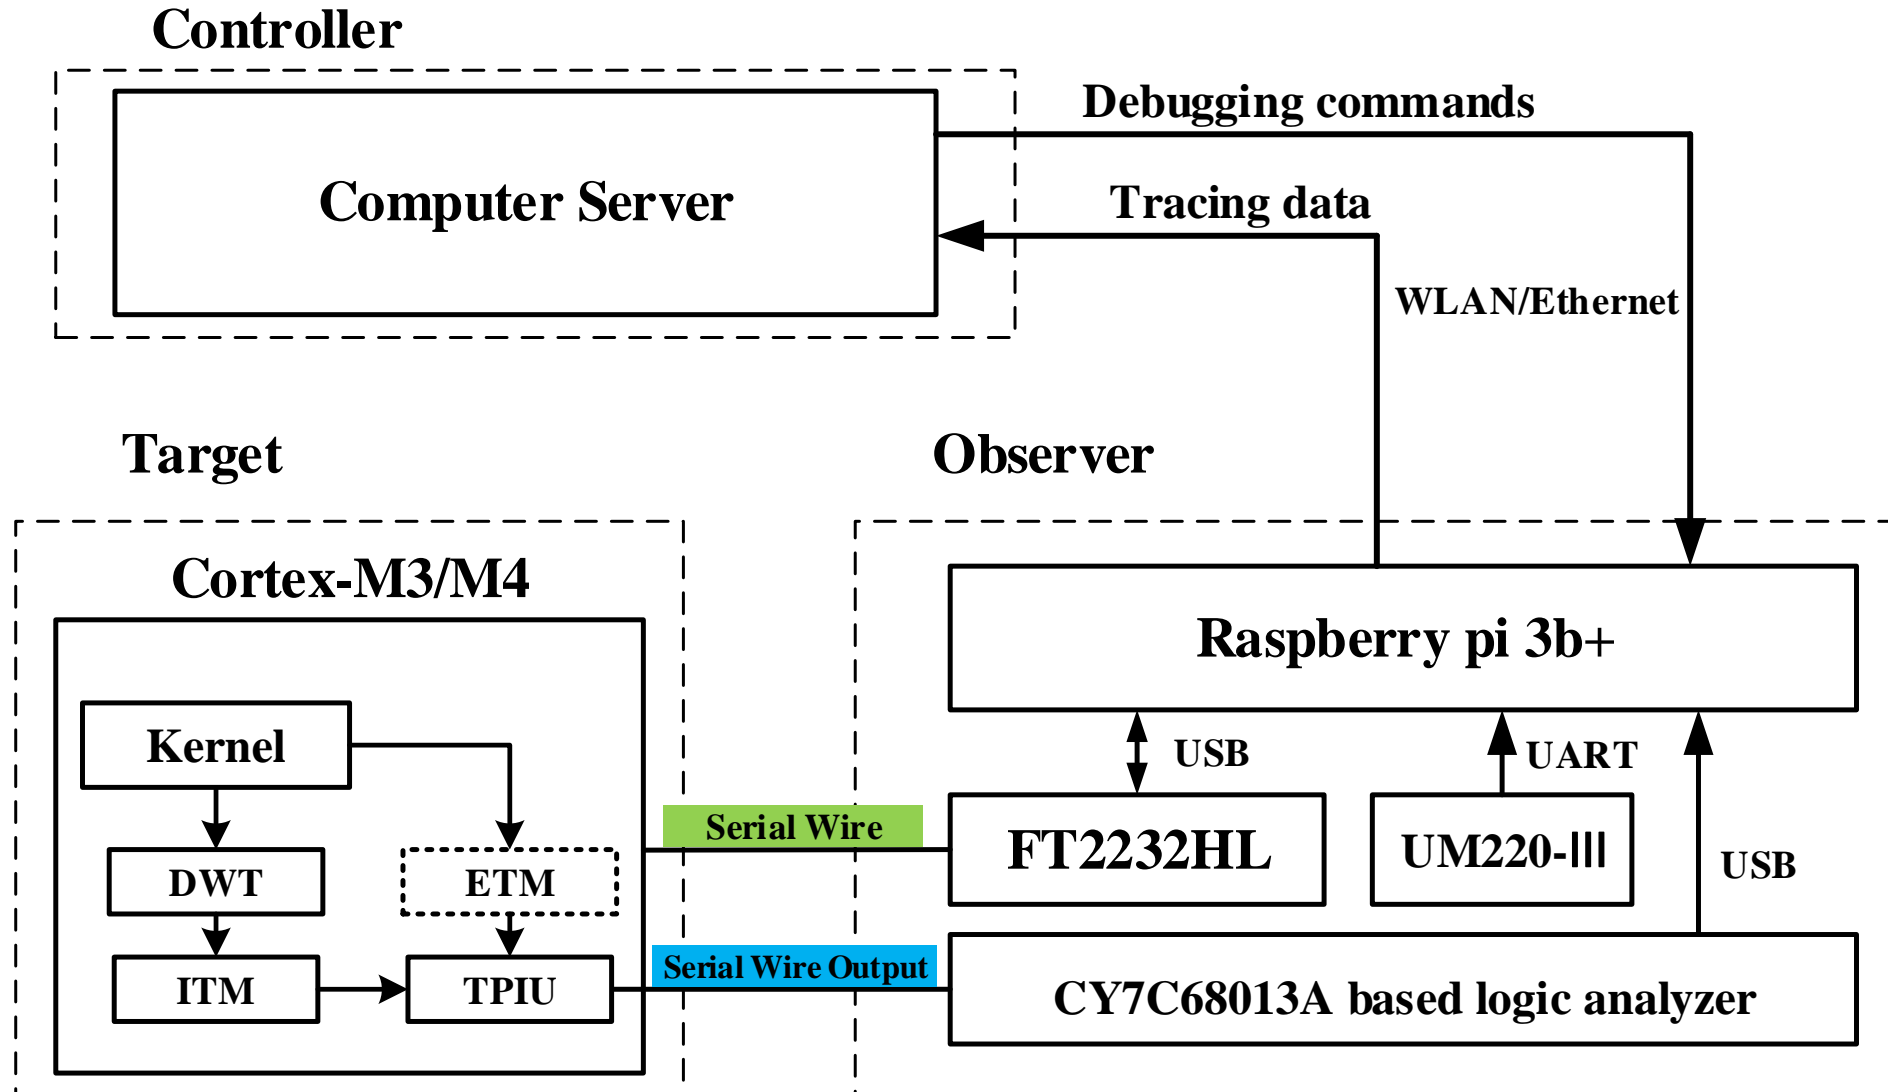 Controller
Computer Server
Debugging commands
Tracing data
WLAN/Ethernet
Target
Observer
Cortex-M3/M4
Kernel
DWT
ETM
ITM
TPIU
Serial Wire
Serial Wire Output
Raspberry pi 3b+
USB
UART
USB
FT2232HL
UM220-III
CY7C68013A based logic analyzer